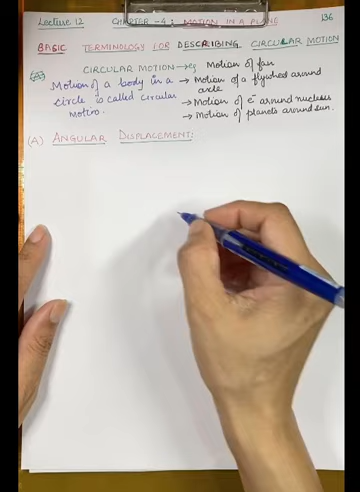 Lecture 12 CHAPTER-4: MOTION IN A PLANE 136
BASIC TERMINOLOGY FOR DESCRIBING CIRCULAR MOTION
CIRCULAR MOTION → eg Motion of fan
Motion of a body in a → Motion of a flywheel around axle
circle is called circular → Motion of e⁻ around nucleus
motion. → Motion of planets around sun.
(A) ANGULAR DISPLACEMENT: